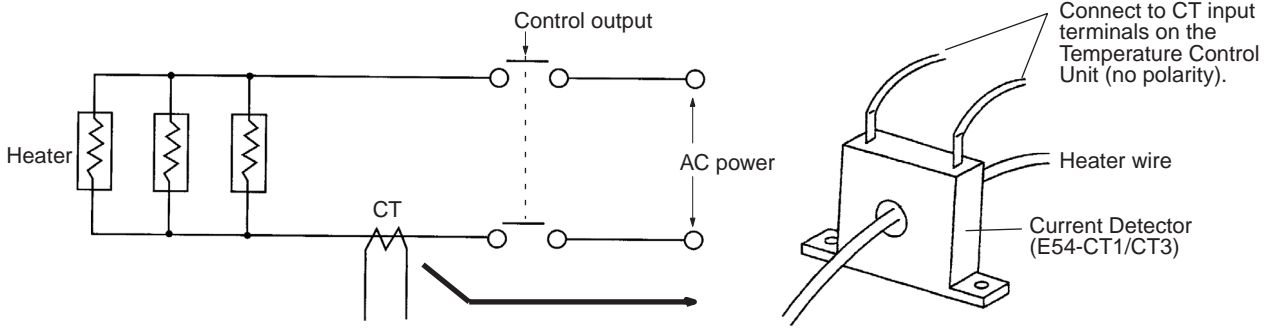 Control output
Heater
CT
AC power
Connect to CT input
terminals on the
Temperature Control
Unit (no polarity).
Heater wire
Current Detector
(E54-CT1/CT3)